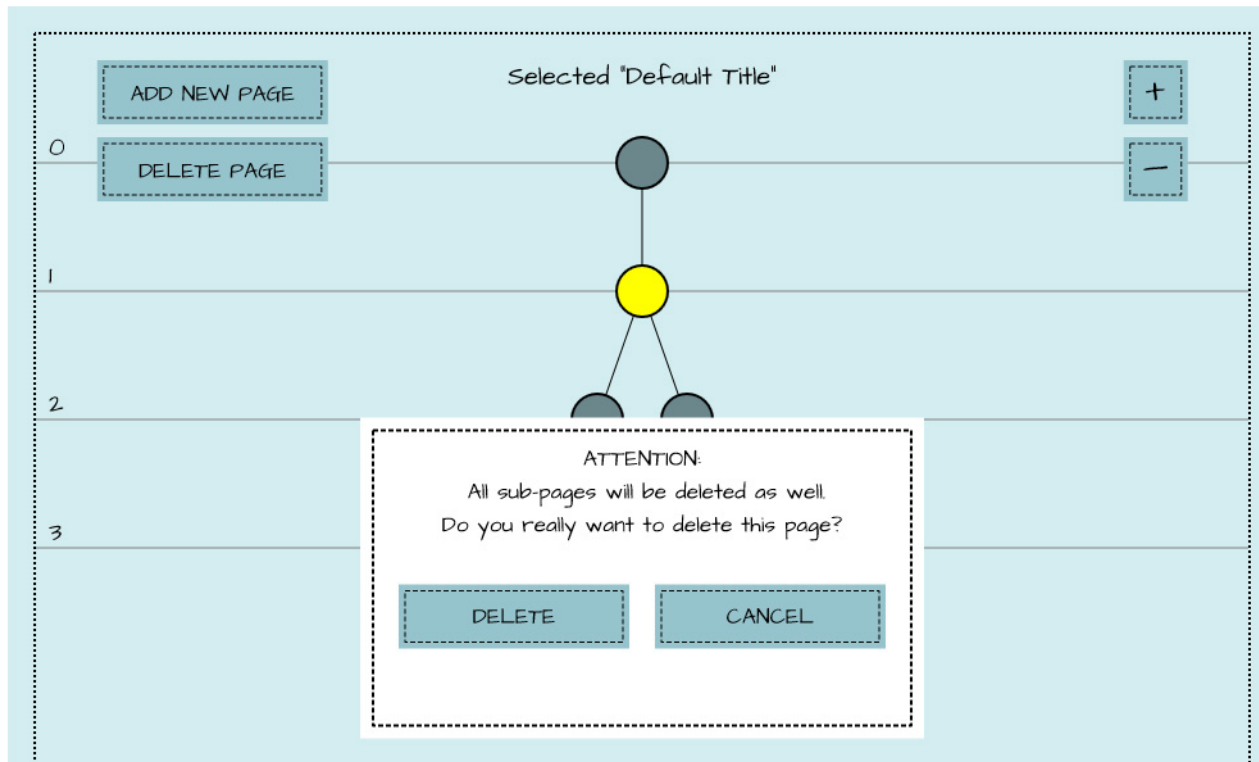 Selected "Default Title"
ADD NEW PAGE
+
0
DELETE PAGE
–
1
2
ATTENTION:
All sub-pages will be deleted as well.
Do you really want to delete this page?
3
DELETE
CANCEL